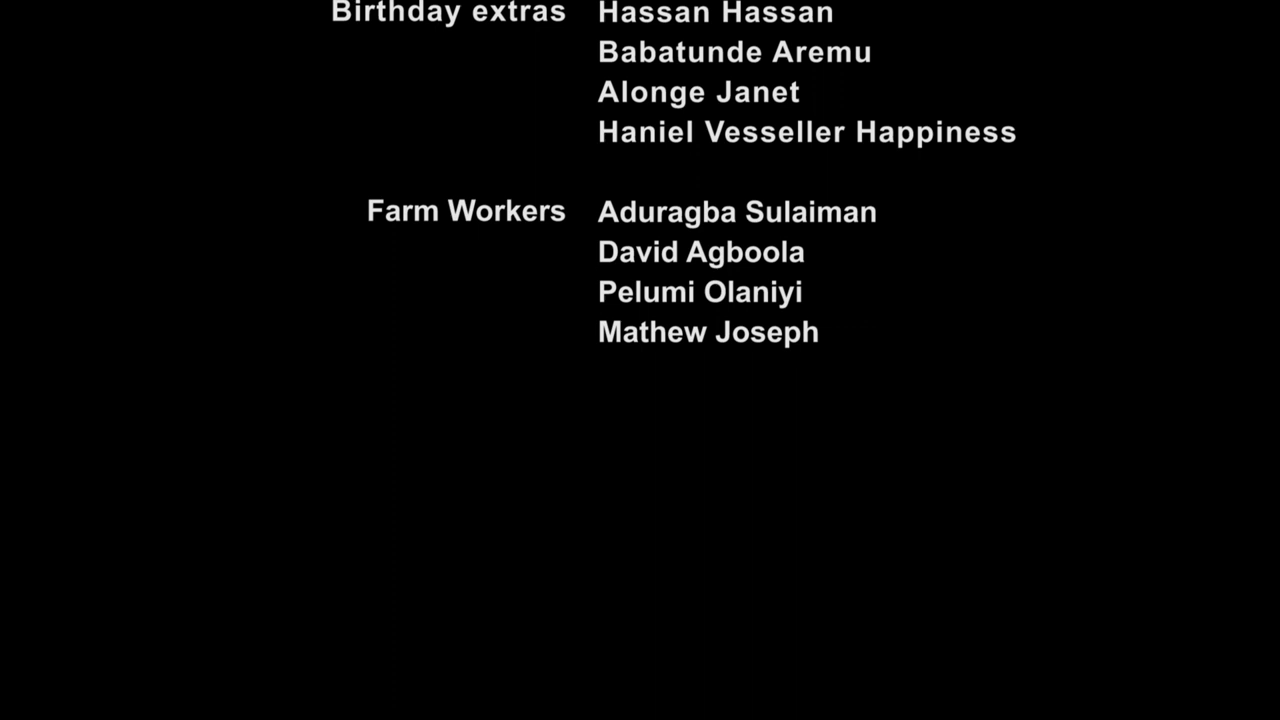 Birthday extras Hassan Hassan
Babatunde Aremu
Alonge Janet
Haniel Vesseller Happiness
Farm Workers Aduragba Sulaiman
David Agboola
Pelumi Olaniyi
Mathew Joseph